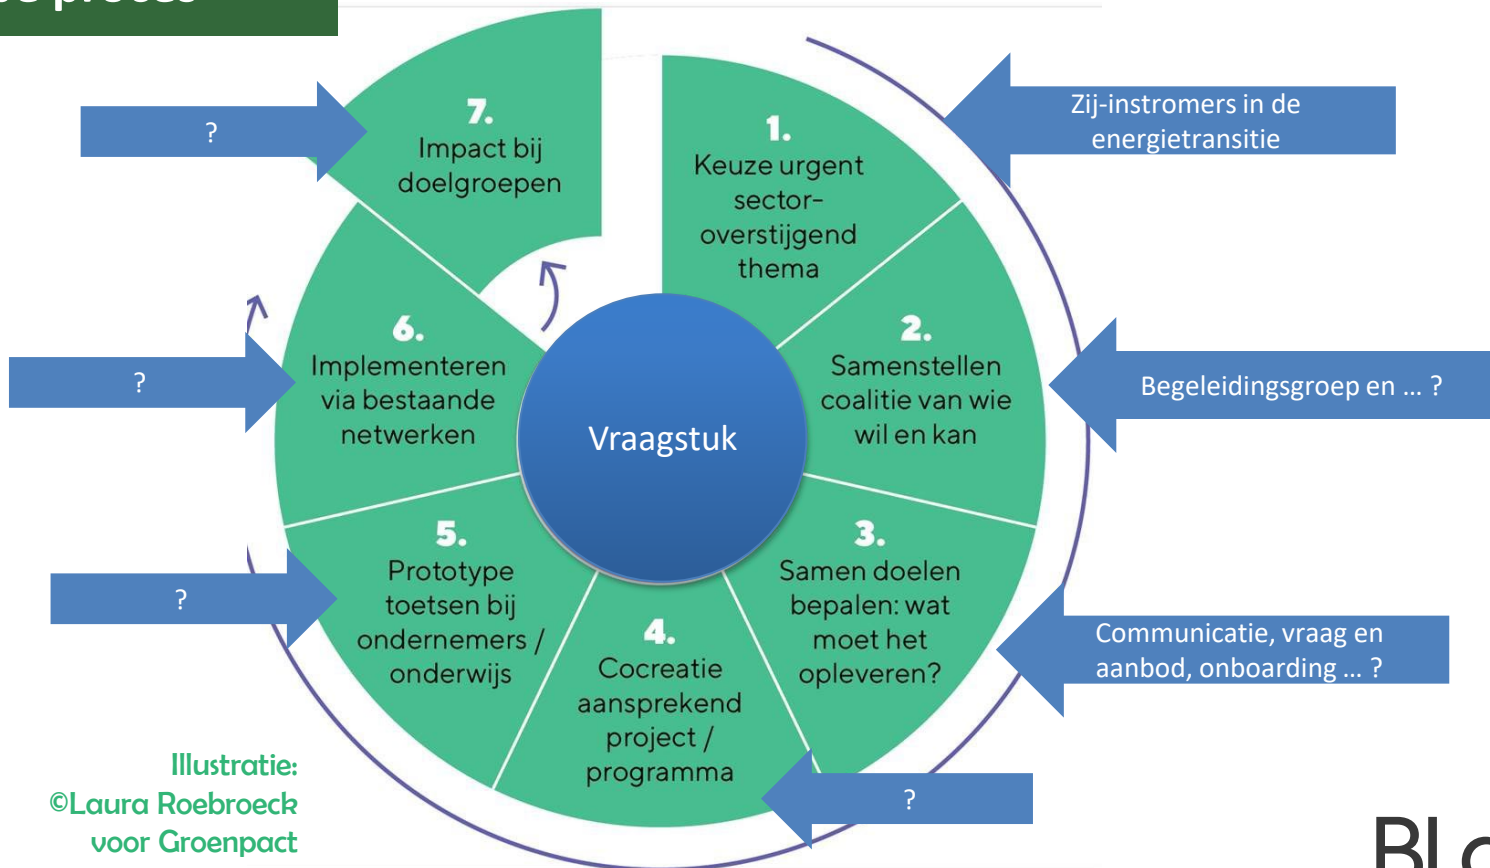 1.
Keuze urgent
sector-
overstijgend
thema
Zij-instromers in de
energietransitie
2.
Samenstellen
coalitie van wie
wil en kan
Begeleidingsgroep en ... ?
3.
Samen doelen
bepalen: wat
moet het
opleveren?
Communicatie, vraag en
aanbod, onboarding ... ?
4.
Cocreatie
aansprekend
project /
programma
?
5.
Prototype
toetsen bij
ondernemers /
onderwijs
?
6.
Implementeren
via bestaande
netwerken
?
7.
Impact bij
doelgroepen
?
Vraagstuk
Illustratie:
©Laura Roebroeck
voor Groenpact